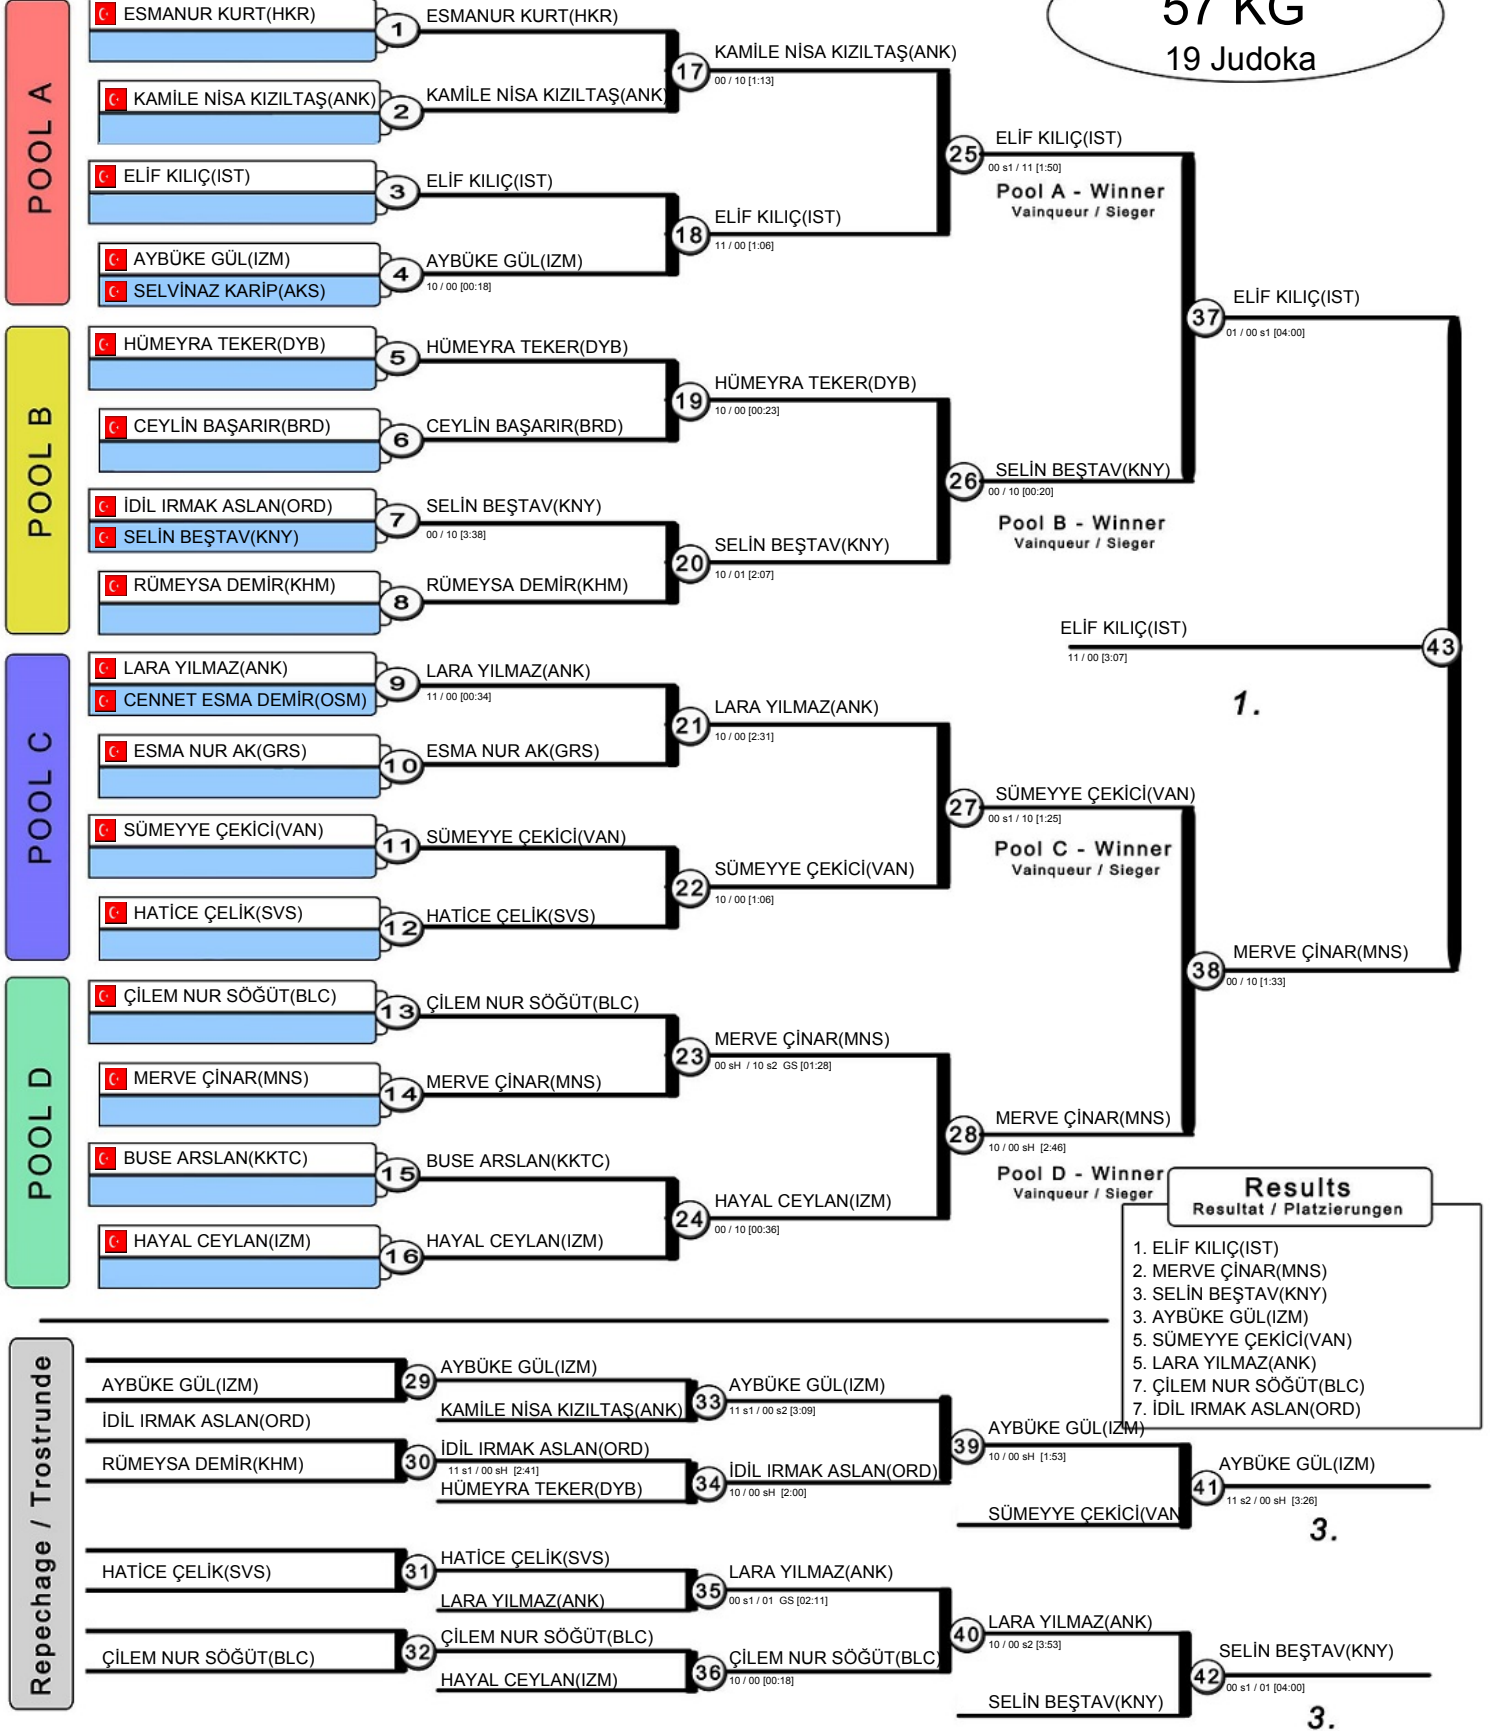 57 KG
19 Judoka
POOL A
ESMANUR KURT(HKR)
1
ESMANUR KURT(HKR)
KAMİLE NİSA KIZILTAŞ(ANK)
2
KAMİLE NİSA KIZILTAŞ(ANK)
17
KAMİLE NİSA KIZILTAŞ(ANK)
00 / 10 [1:13]
ELİF KILIÇ(IST)
3
ELİF KILIÇ(IST)
AYBÜKE GÜL(IZM)
SELVİNAZ KARİP(AKS)
4
AYBÜKE GÜL(IZM)
10 / 00 [00:18]
18
ELİF KILIÇ(IST)
11 / 00 [1:06]
25
ELİF KILIÇ(IST)
00 s1 / 11 [1:50]
Pool A - Winner
Vainqueur / Sieger
POOL B
HÜMEYRA TEKER(DYB)
5
HÜMEYRA TEKER(DYB)
CEYLİN BAŞARIR(BRD)
6
CEYLİN BAŞARIR(BRD)
19
HÜMEYRA TEKER(DYB)
10 / 00 [00:23]
İDİL IRMAK ASLAN(ORD)
SELİN BEŞTAV(KNY)
7
SELİN BEŞTAV(KNY)
00 / 10 [3:38]
RÜMEYSA DEMİR(KHM)
8
RÜMEYSA DEMİR(KHM)
20
SELİN BEŞTAV(KNY)
10 / 01 [2:07]
26
SELİN BEŞTAV(KNY)
00 / 10 [00:20]
Pool B - Winner
Vainqueur / Sieger
37
ELİF KILIÇ(IST)
01 / 00 s1 [04:00]
POOL C
LARA YILMAZ(ANK)
CENNET ESMA DEMİR(OSM)
9
LARA YILMAZ(ANK)
11 / 00 [00:34]
ESMA NUR AK(GRS)
10
ESMA NUR AK(GRS)
21
LARA YILMAZ(ANK)
10 / 00 [2:31]
SÜMEYYE ÇEKİCİ(VAN)
11
SÜMEYYE ÇEKİCİ(VAN)
HATİCE ÇELİK(SVS)
12
HATİCE ÇELİK(SVS)
22
SÜMEYYE ÇEKİCİ(VAN)
10 / 00 [1:06]
27
SÜMEYYE ÇEKİCİ(VAN)
00 s1 / 10 [1:25]
Pool C - Winner
Vainqueur / Sieger
POOL D
ÇİLEM NUR SÖĞÜT(BLC)
13
ÇİLEM NUR SÖĞÜT(BLC)
MERVE ÇİNAR(MNS)
14
MERVE ÇİNAR(MNS)
23
MERVE ÇİNAR(MNS)
00 sH / 10 s2 GS [01:28]
BUSE ARSLAN(KKTC)
15
BUSE ARSLAN(KKTC)
HAYAL CEYLAN(IZM)
16
HAYAL CEYLAN(IZM)
24
HAYAL CEYLAN(IZM)
00 / 10 [00:36]
28
MERVE ÇİNAR(MNS)
10 / 00 sH [2:46]
Pool D - Winner
Vainqueur / Sieger
38
MERVE ÇİNAR(MNS)
00 / 10 [1:33]
43
ELİF KILIÇ(IST)
11 / 00 [3:07]
1.
Results
Resultat / Platzierungen
1. ELİF KILIÇ(IST)
2. MERVE ÇİNAR(MNS)
3. SELİN BEŞTAV(KNY)
3. AYBÜKE GÜL(IZM)
5. SÜMEYYE ÇEKİCİ(VAN)
5. LARA YILMAZ(ANK)
7. ÇİLEM NUR SÖĞÜT(BLC)
7. İDİL IRMAK ASLAN(ORD)
Repechage / Trostrunde
AYBÜKE GÜL(IZM)
29
AYBÜKE GÜL(IZM)
KAMİLE NİSA KIZILTAŞ(ANK)
33
AYBÜKE GÜL(IZM)
11 s1 / 00 s2 [3:09]
İDİL IRMAK ASLAN(ORD)
RÜMEYSA DEMİR(KHM)
30
İDİL IRMAK ASLAN(ORD)
11 s1 / 00 sH [2:41]
HÜMEYRA TEKER(DYB)
34
İDİL IRMAK ASLAN(ORD)
10 / 00 sH [2:00]
39
AYBÜKE GÜL(IZM)
10 / 00 sH [1:53]
SÜMEYYE ÇEKİCİ(VAN
41
AYBÜKE GÜL(IZM)
11 s2 / 00 sH [3:26]
3.
HATİCE ÇELİK(SVS)
31
HATİCE ÇELİK(SVS)
LARA YILMAZ(ANK)
35
LARA YILMAZ(ANK)
00 s1 / 01 GS [02:11]
ÇİLEM NUR SÖĞÜT(BLC)
32
ÇİLEM NUR SÖĞÜT(BLC)
HAYAL CEYLAN(IZM)
36
ÇİLEM NUR SÖĞÜT(BLC)
10 / 00 [00:18]
40
LARA YILMAZ(ANK)
10 / 00 s2 [3:53]
SELİN BEŞTAV(KNY)
42
SELİN BEŞTAV(KNY)
00 s1 / 01 [04:00]
3.